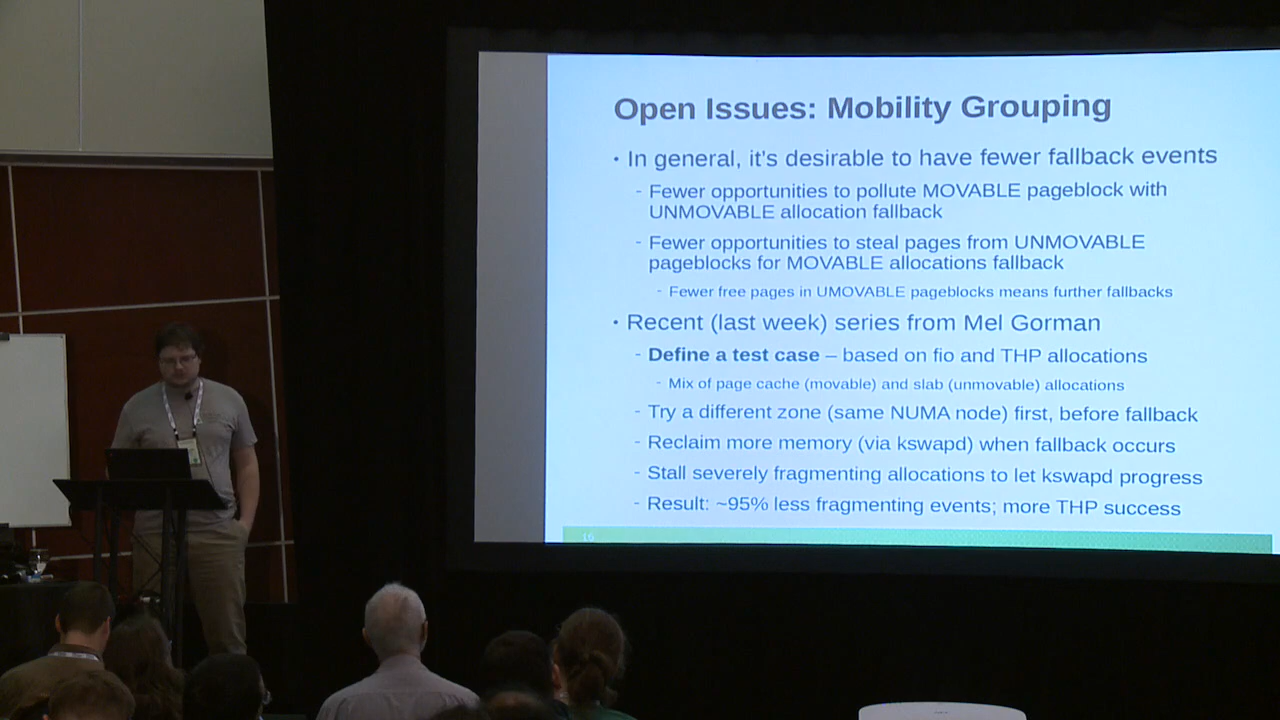 Open Issues: Mobility Grouping
• In general, it's desirable to have fewer fallback events
- Fewer opportunities to pollute MOVABLE pageblock with
UNMOVABLE allocation fallback
- Fewer opportunities to steal pages from UNMOVABLE
pageblocks for MOVABLE allocations fallback
- Fewer free pages in UMOVABLE pageblocks means further fallbacks
• Recent (last week) series from Mel Gorman
- Define a test case – based on fio and THP allocations
- Mix of page cache (movable) and slab (unmovable) allocations
- Try a different zone (same NUMA node) first, before fallback
- Reclaim more memory (via kswapd) when fallback occurs
- Stall severely fragmenting allocations to let kswapd progress
- Result: ~95% less fragmenting events; more THP success
16